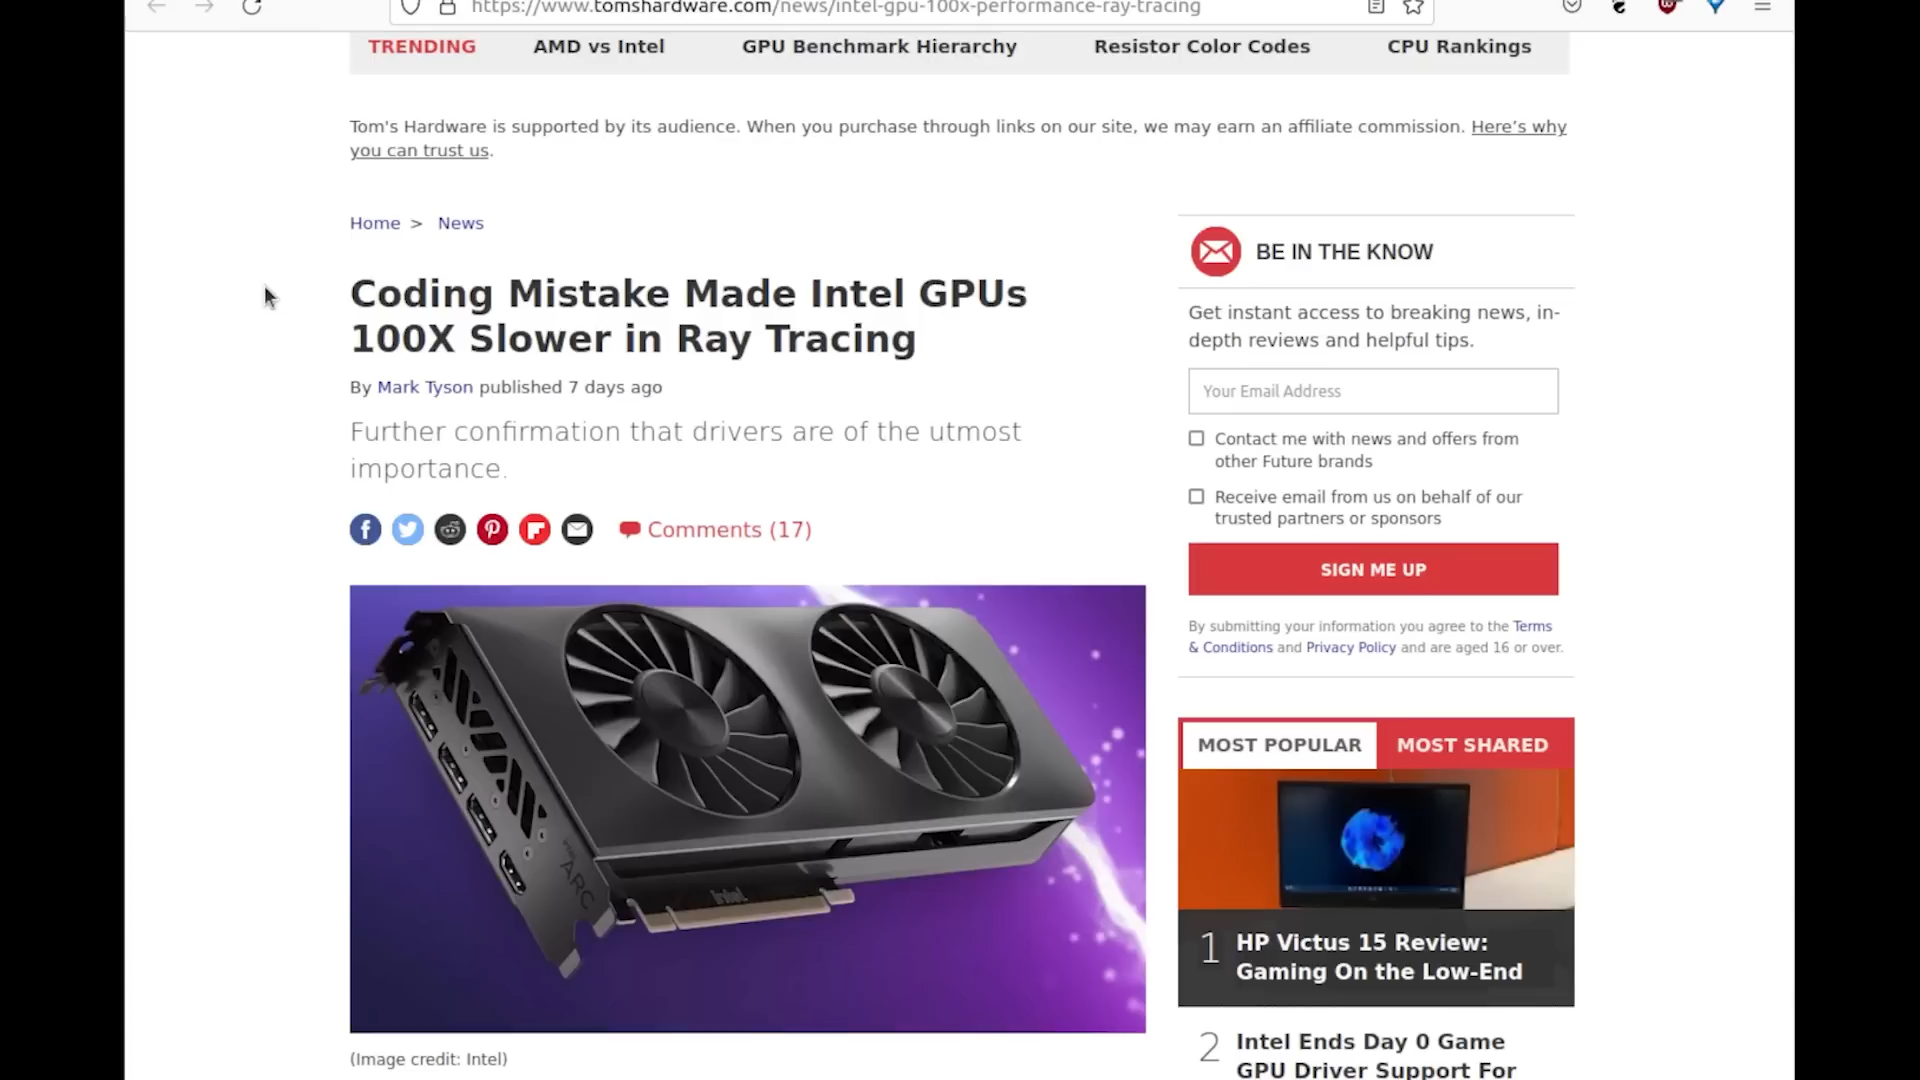 https://www.tomshardware.com/news/intel-gpu-100x-performance-ray-tracing
TRENDING AMD vs Intel GPU Benchmark Hierarchy Resistor Color Codes CPU Rankings
Tom's Hardware is supported by its audience. When you purchase through links on our site, we may earn an affiliate commission. Here's why
you can trust us.
Home > News
Coding Mistake Made Intel GPUs
100X Slower in Ray Tracing
By Mark Tyson published 7 days ago
Further confirmation that drivers are of the utmost
importance.
Comments (17)
ARC
intel
(Image credit: Intel)
BE IN THE KNOW
Get instant access to breaking news, in-
depth reviews and helpful tips.
Your Email Address
Contact me with news and offers from
other Future brands
Receive email from us on behalf of our
trusted partners or sponsors
SIGN ME UP
By submitting your information you agree to the Terms
& Conditions and Privacy Policy and are aged 16 or over.
MOST POPULAR MOST SHARED
1 HP Victus 15 Review:
Gaming On the Low-End
2 Intel Ends Day 0 Game
GPU Driver Support For